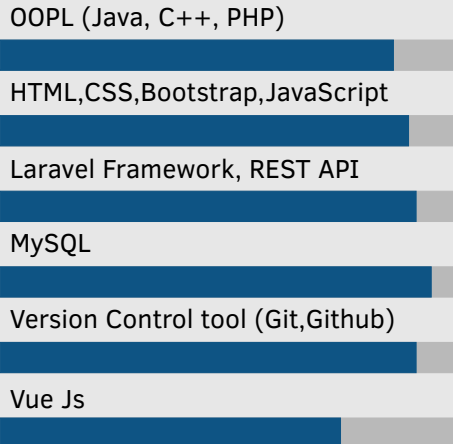 OOPL (Java, C++, PHP)
HTML,CSS,Bootstrap,JavaScript
Laravel Framework, REST API
MySQL
Version Control tool (Git,Github)
Vue Js